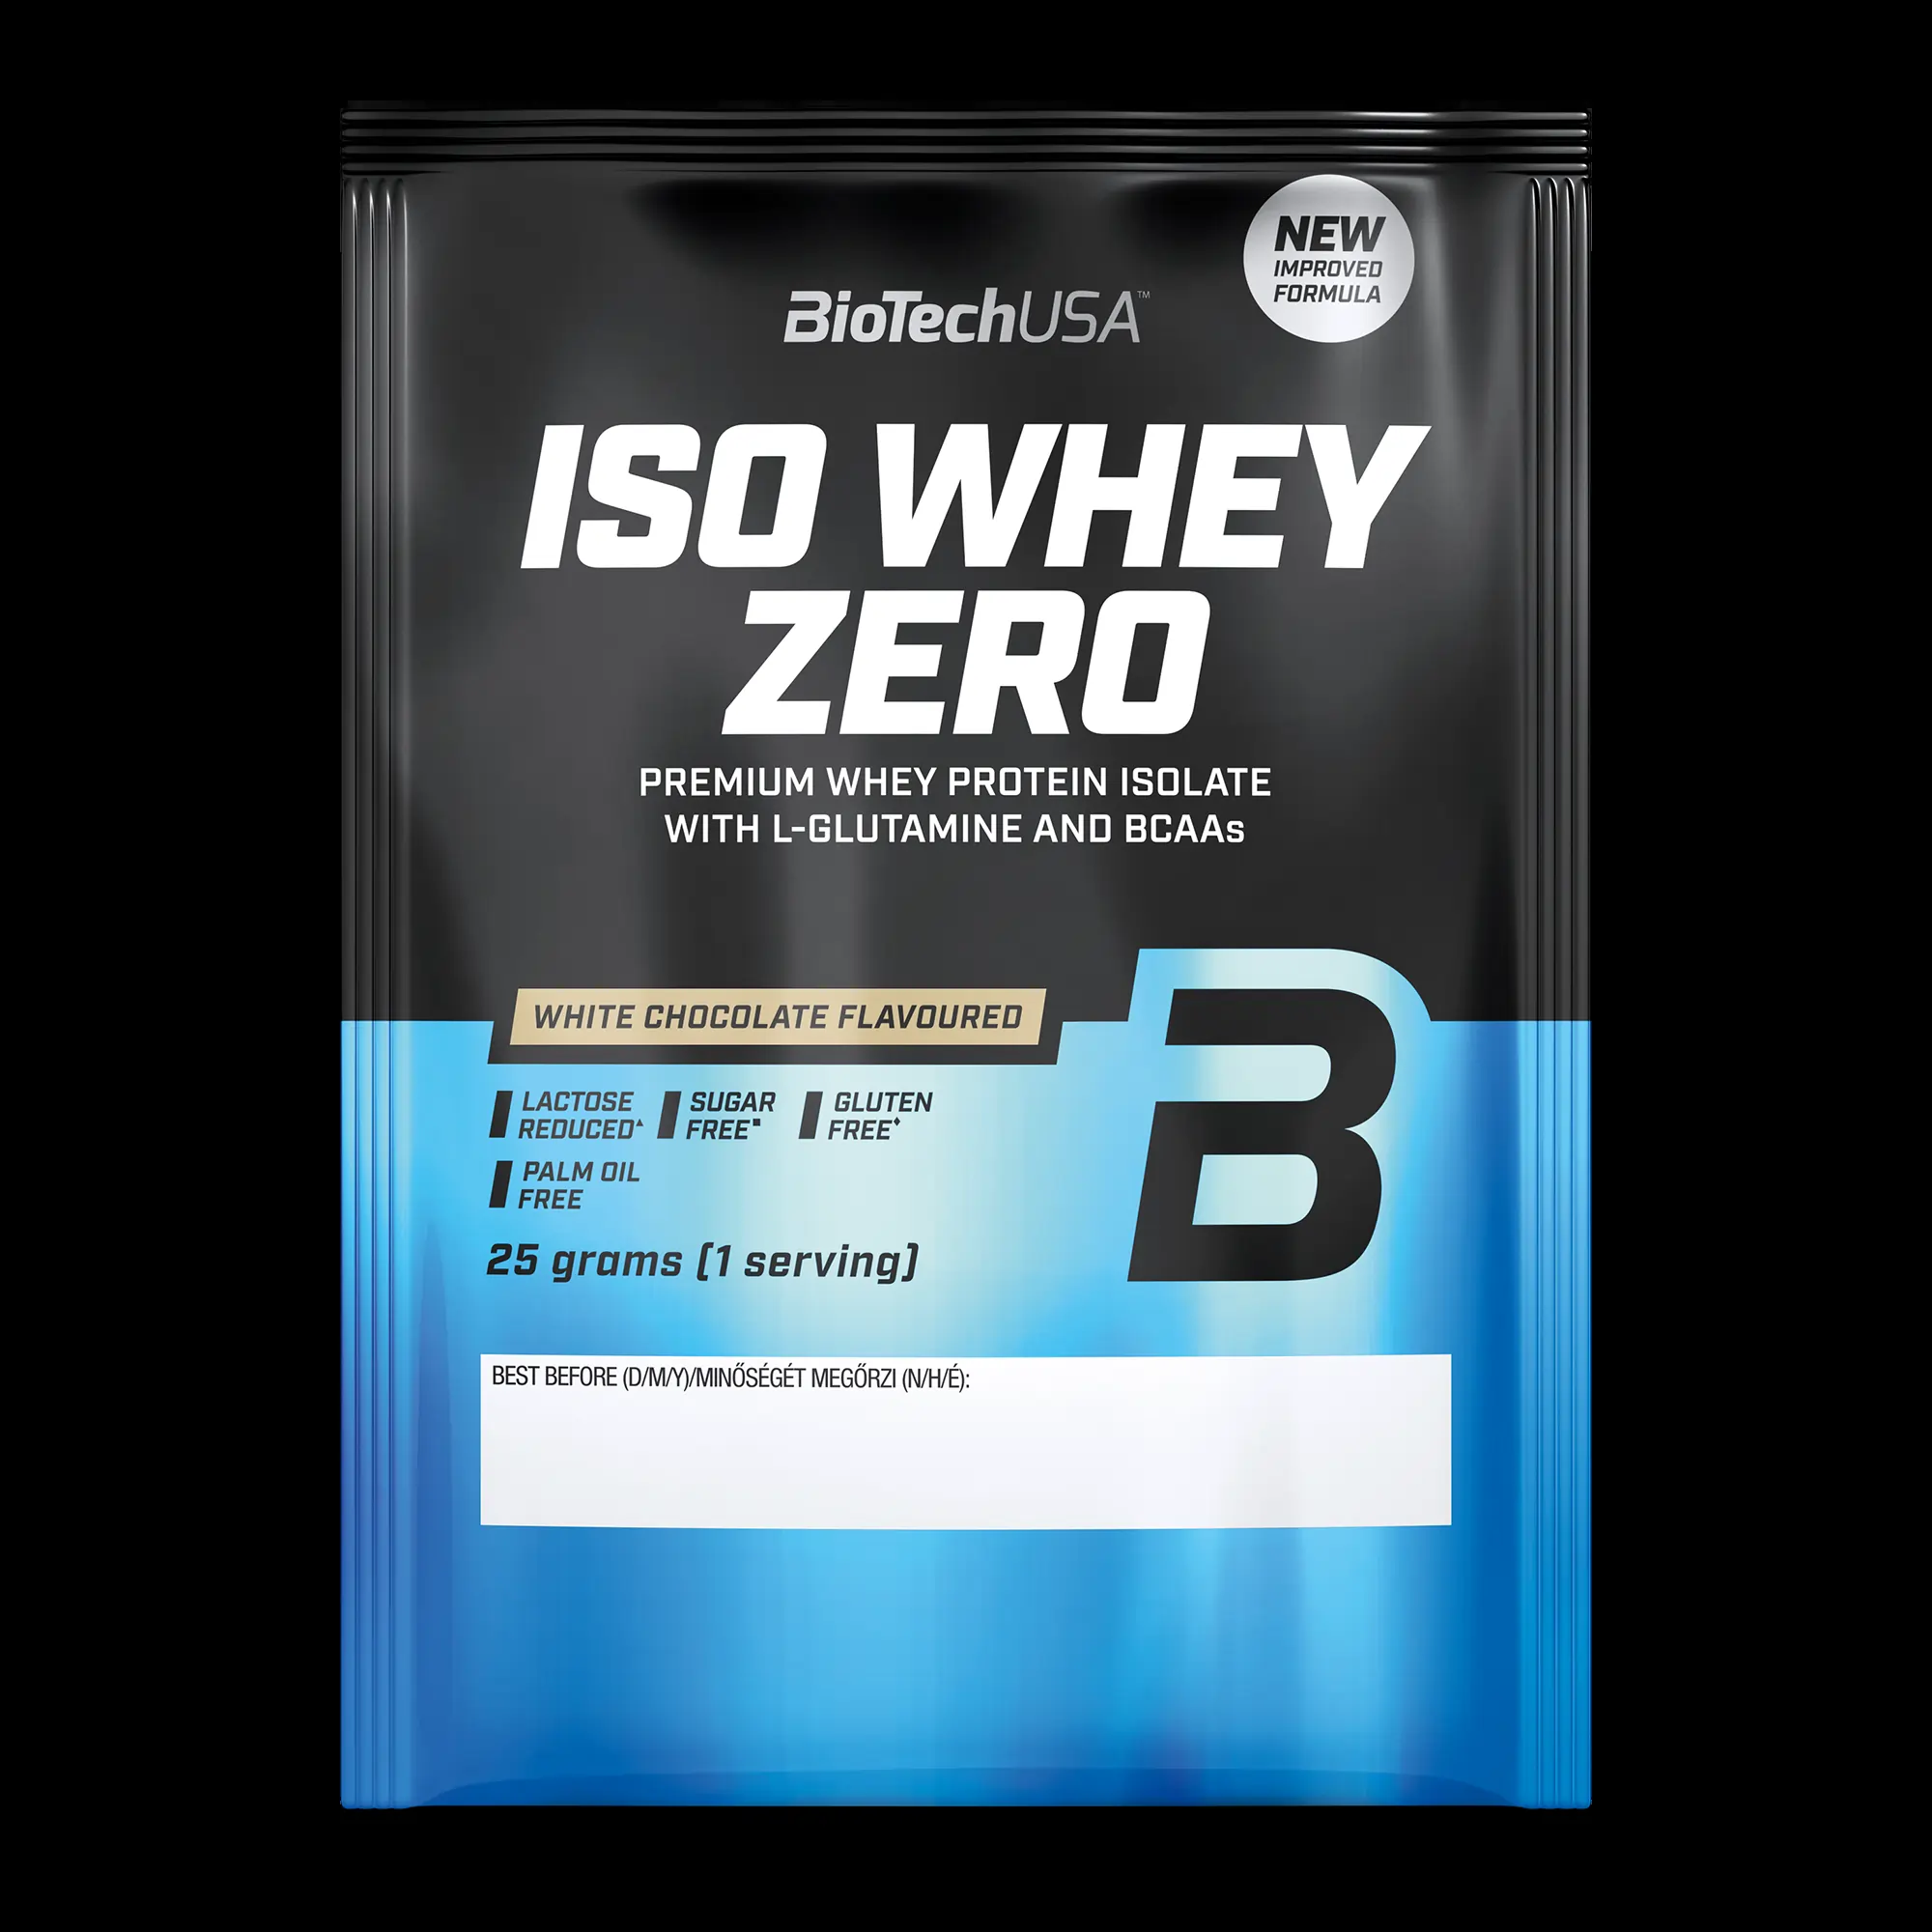 NEW
IMPROVED
FORMULA
BioTechUSA™
ISO WHEY
ZERO
PREMIUM WHEY PROTEIN ISOLATE
WITH L-GLUTAMINE AND BCAAs
WHITE CHOCOLATE FLAVOURED
B
LACTOSE
REDUCED▲
SUGAR
FREE■
GLUTEN
FREE♦
PALM OIL
FREE
25 grams (1 serving)
BEST BEFORE (D/M/Y)/MINŐSÉGÉT MEGŐRZI (N/H/É):